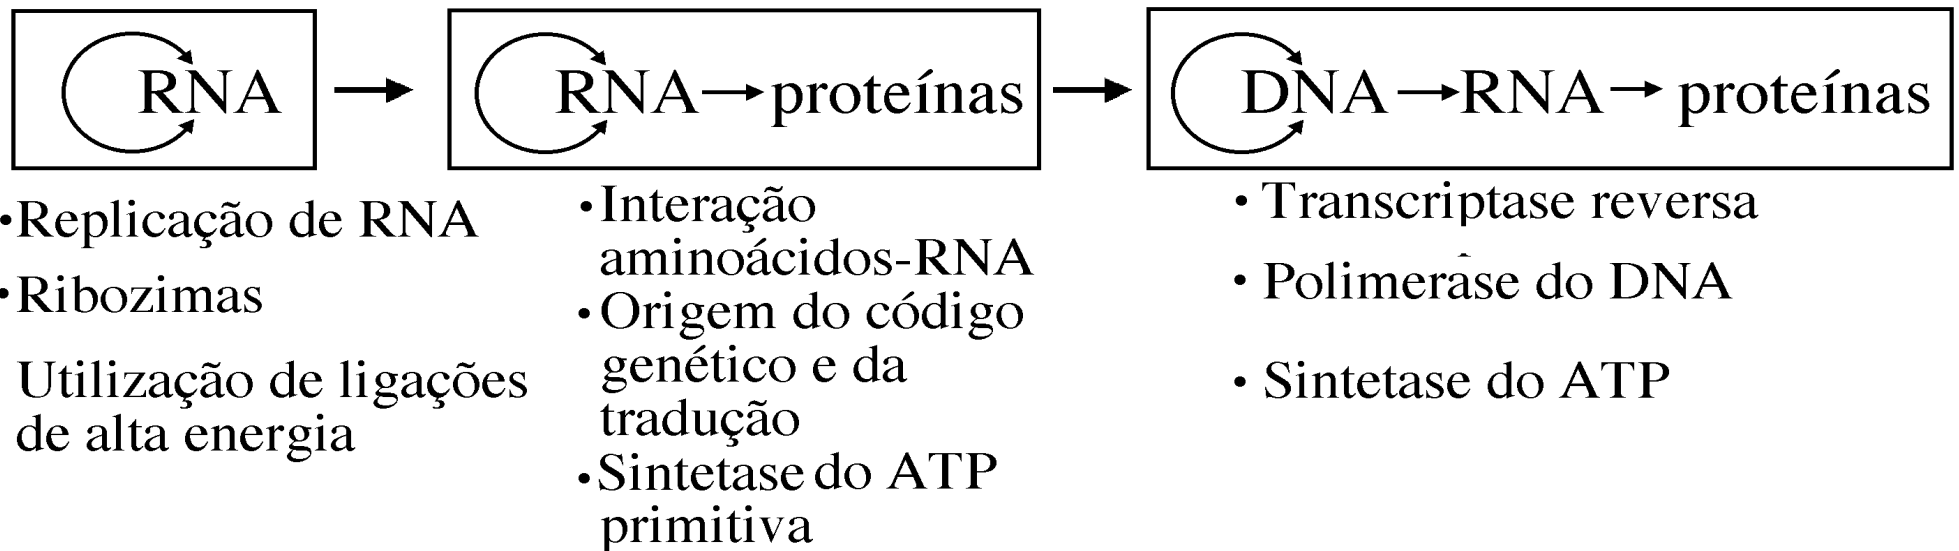 RNA
RNA → proteínas
DNA → RNA → proteínas
•Replicação de RNA
•Ribozimas
Utilização de ligações
de alta energia
•Interação
aminoácidos-RNA
•Origem do código
genético e da
tradução
•Sintetase do ATP
primitiva
• Transcriptase reversa
• Polimerase do DNA
• Sintetase do ATP